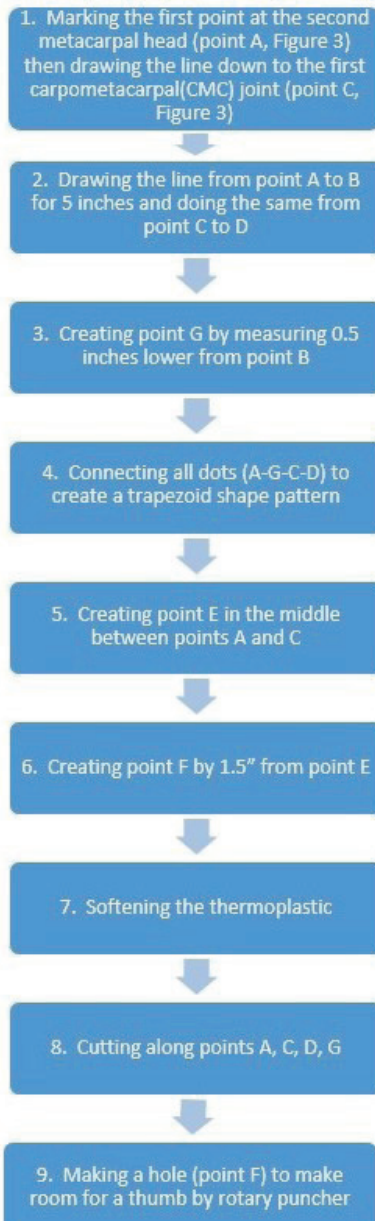 1. Marking the first point at the second
metacarpal head (point A, Figure 3)
then drawing the line down to the first
carpometacarpal(CMC) joint (point C,
Figure 3)
2. Drawing the line from point A to B
for 5 inches and doing the same from
point C to D
3. Creating point G by measuring 0.5
inches lower from point B
4. Connecting all dots (A-G-C-D) to
create a trapezoid shape pattern
5. Creating point E in the middle
between points A and C
6. Creating point F by 1.5” from point E
7. Softening the thermoplastic
8. Cutting along points A, C, D, G
9. Making a hole (point F) to make
room for a thumb by rotary puncher